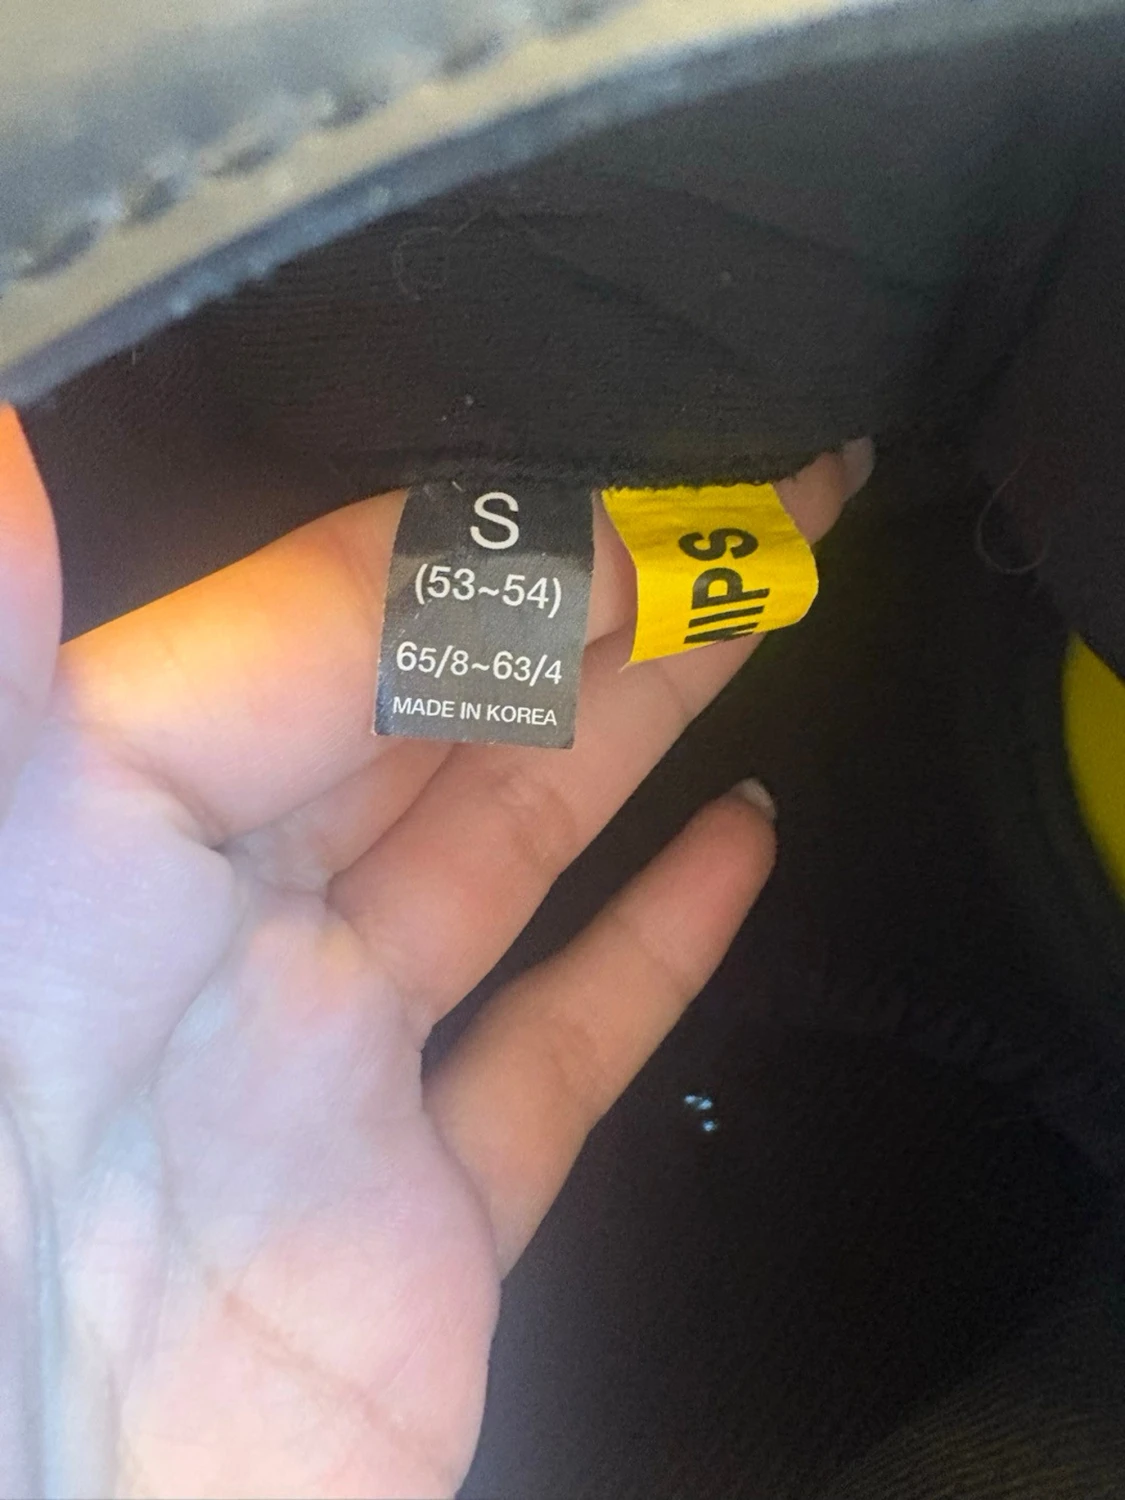 S
(53~54)
65/8~63/4
MADE IN KOREA
MIPS